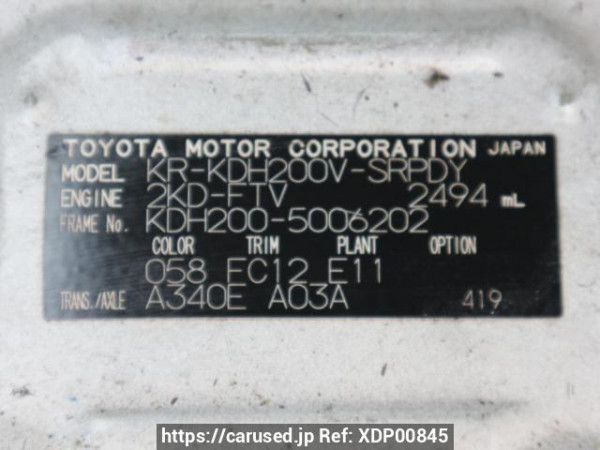 TOYOTA MOTOR CORPORATION JAPAN
MODEL KR-KDH200V-SRPDY
ENGINE 2KD-FTV 2494 mL
FRAME No. KDH200-5006202
COLOR TRIM PLANT OPTION
058 FC12 E11
TRANS./AXLE A340E A03A 419
https://carused.jp Ref: XDP00845